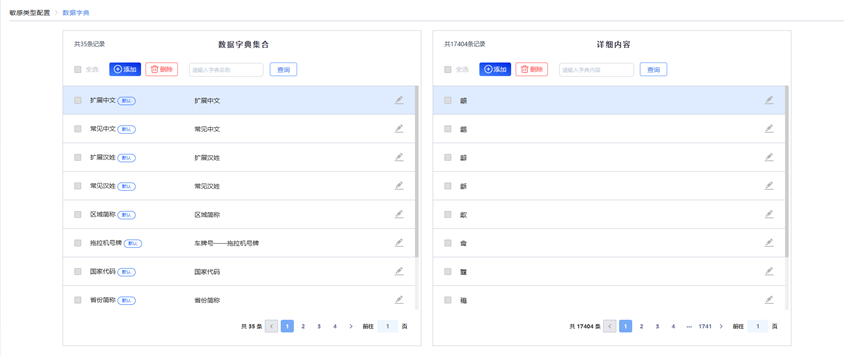 敏感类型配置 > 数据字典
共35条记录
数据字典集合
全选 添加 删除 请输入字典名称 查询
扩展中文 默认 扩展中文
常见中文 默认 常见中文
扩展汉姓 默认 扩展汉姓
常见汉姓 默认 常见汉姓
区域简称 默认 区域简称
拖拉机号牌 默认 车牌号——拖拉机号牌
国家代码 默认 国家代码
省份简称 默认 省份简称
共 35 条 < 1 2 3 4 > 前往 1 页
共17404条记录
详细内容
全选 添加 删除 请输入字典内容 查询
共 17404 条 < 1 2 3 4 ··· 1741 > 前往 1 页